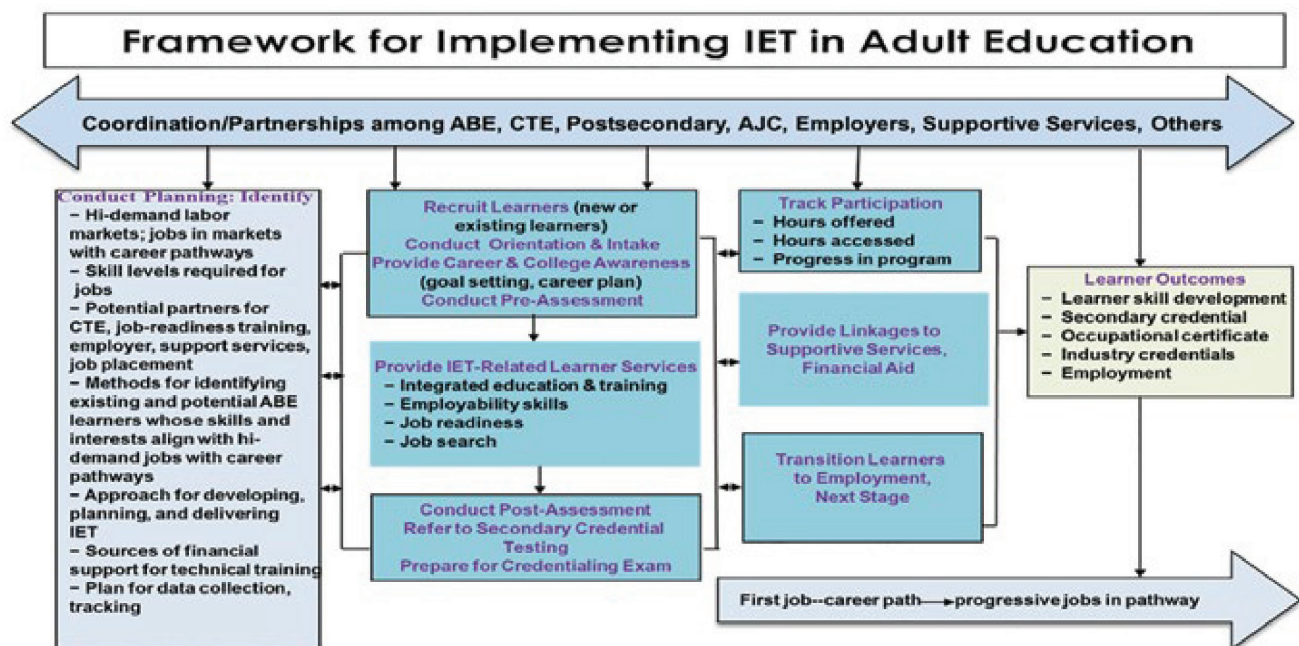 Framework for Implementing IET in Adult Education
Coordination/Partnerships among ABE, CTE, Postsecondary, AJC, Employers, Supportive Services, Others
Conduct Planning: Identify
– Hi-demand labor
markets; jobs in markets
with career pathways
– Skill levels required for
jobs
– Potential partners for
CTE, job-readiness training,
employer, support services,
job placement
– Methods for identifying
existing and potential ABE
learners whose skills and
interests align with hi-
demand jobs with career
pathways
– Approach for developing,
planning, and delivering
IET
– Sources of financial
support for technical training
– Plan for data collection,
tracking
Recruit Learners (new or
existing learners)
Conduct Orientation & Intake
Provide Career & College Awareness
(goal setting, career plan)
Conduct Pre-Assessment
Provide IET-Related Learner Services
– Integrated education & training
– Employability skills
– Job readiness
– Job search
Conduct Post-Assessment
Refer to Secondary Credential
Testing
Prepare for Credentialing Exam
Track Participation
– Hours offered
– Hours accessed
– Progress in program
Provide Linkages to
Supportive Services,
Financial Aid
Transition Learners
to Employment,
Next Stage
Learner Outcomes
– Learner skill development
– Secondary credential
– Occupational certificate
– Industry credentials
– Employment
First job--career path → progressive jobs in pathway